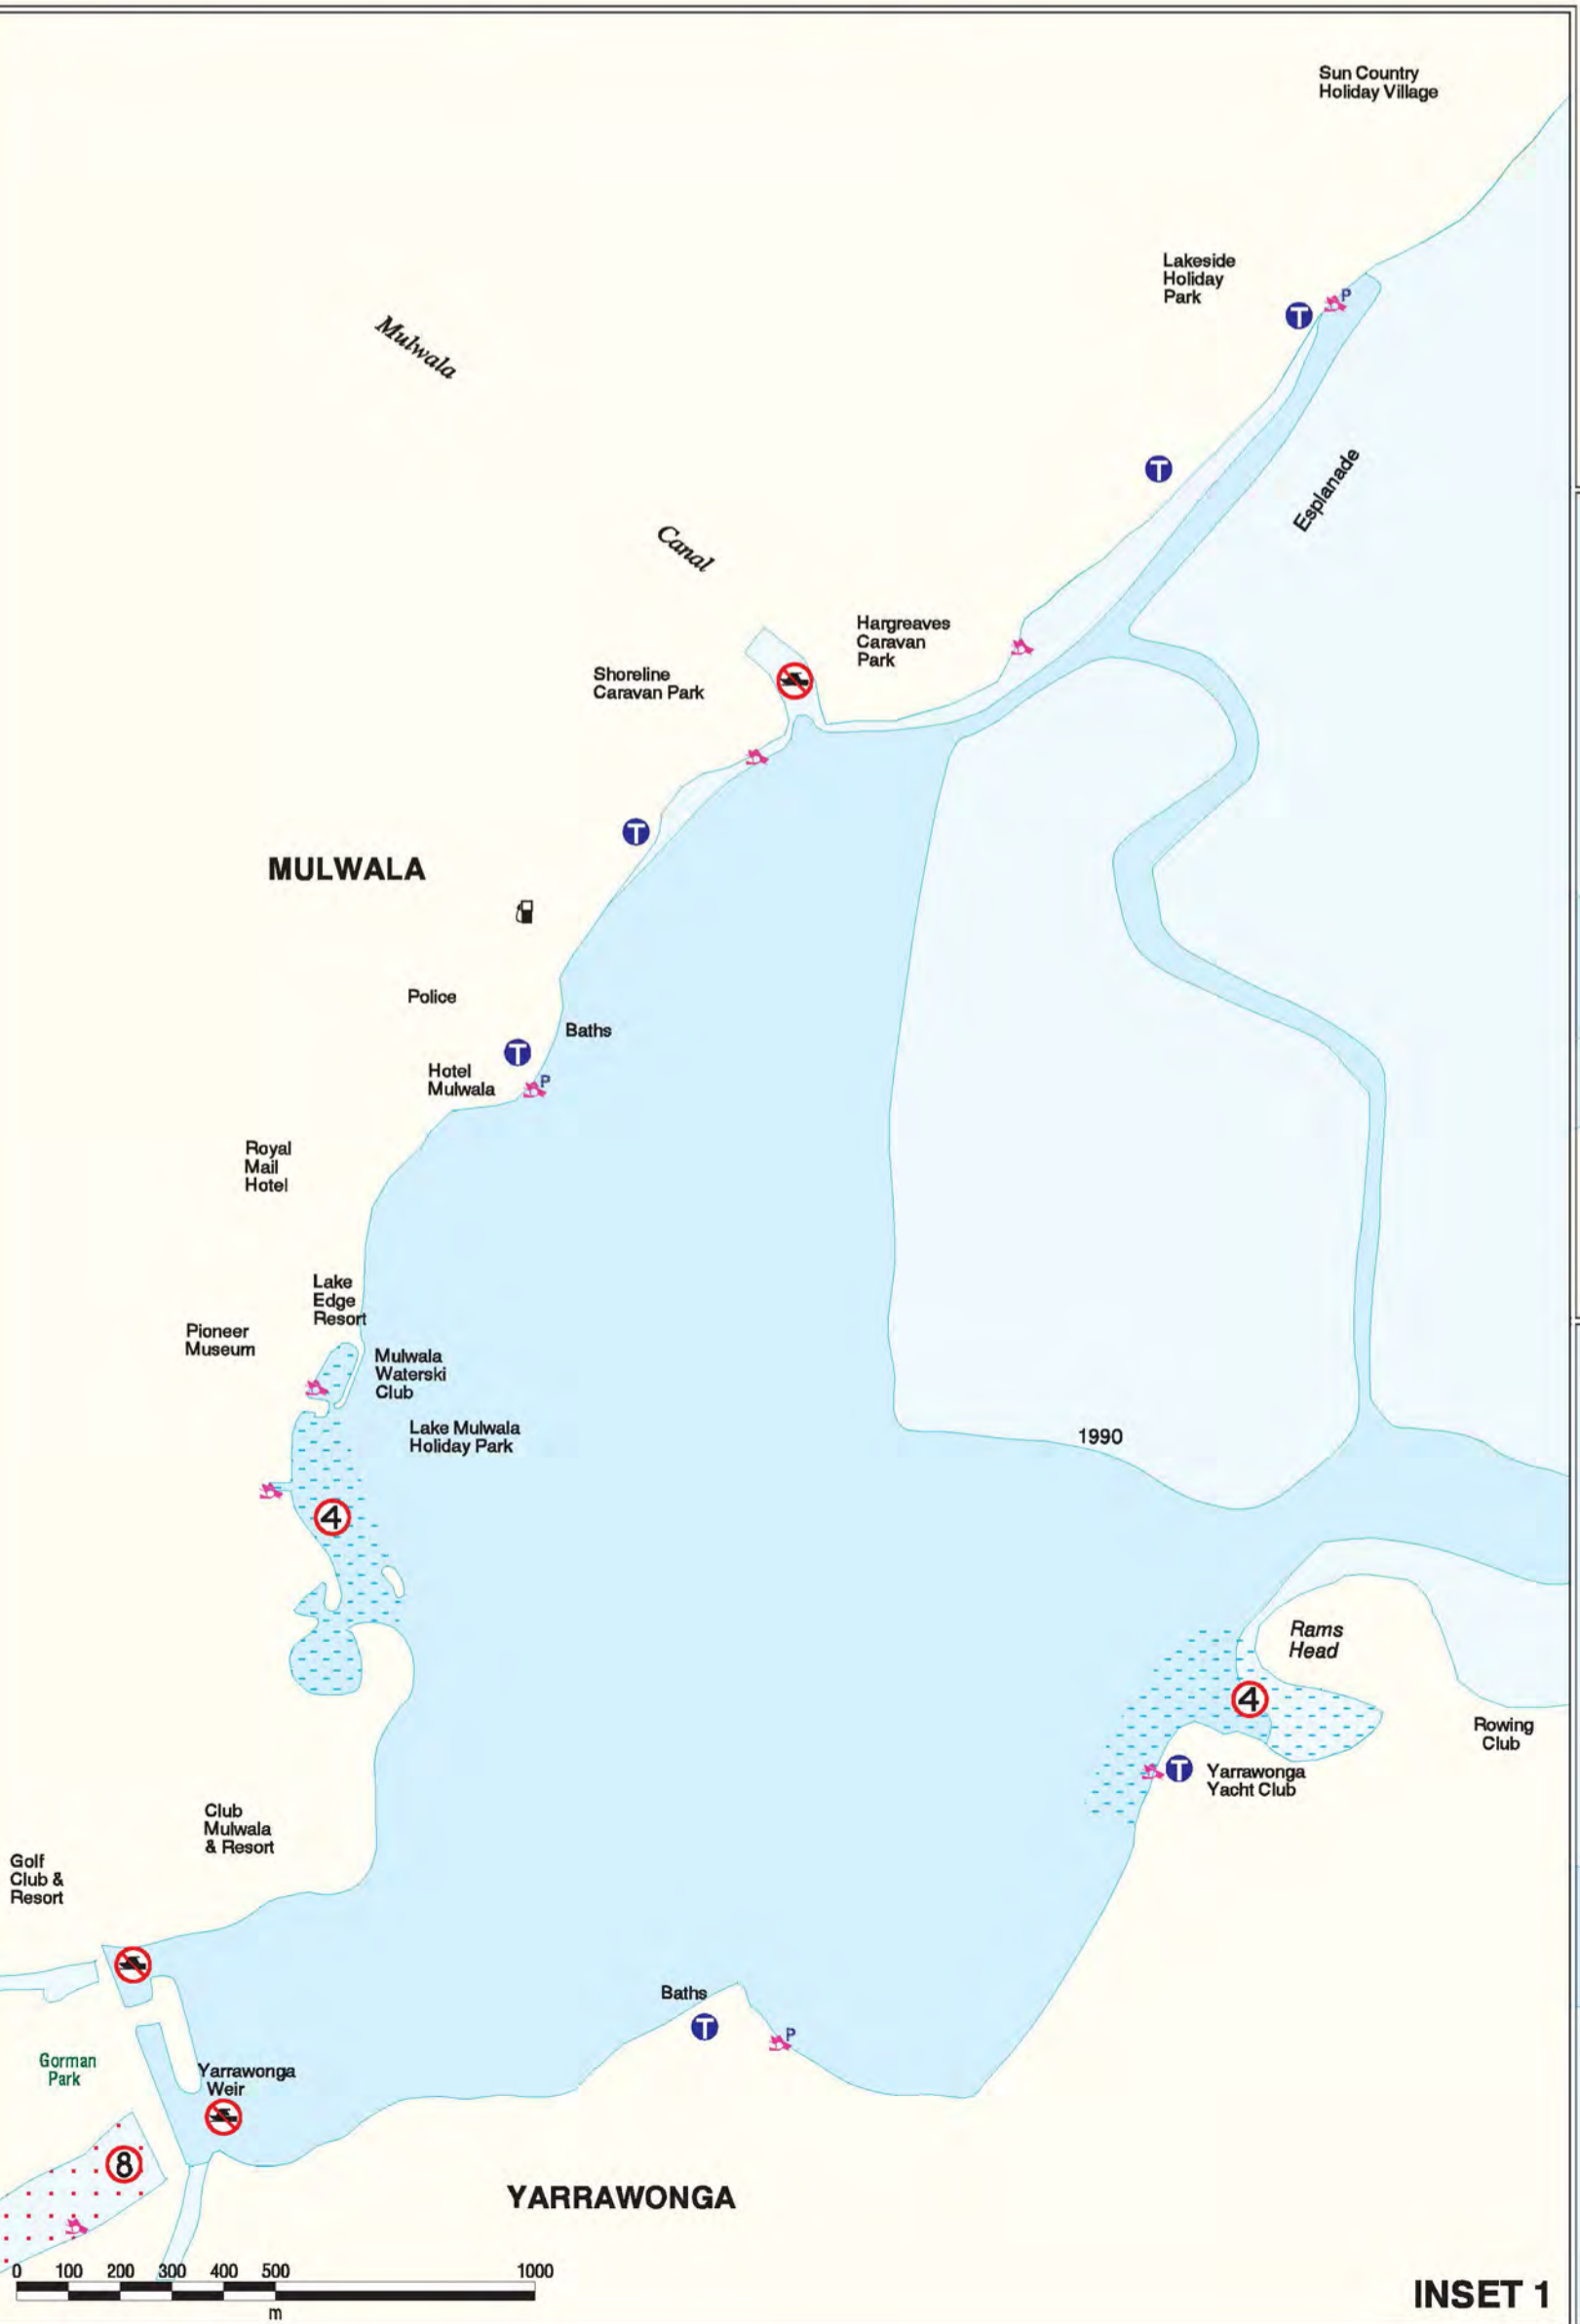 Sun Country
Holiday Village
Lakeside
Holiday
Park
P
T
Mulwala
T
Esplanade
Canal
Hargreaves
Caravan
Park
Shoreline
Caravan Park
T
MULWALA
Police
Baths
T
Hotel
Mulwala
P
Royal
Mail
Hotel
Lake
Edge
Resort
Pioneer
Museum
Mulwala
Waterski
Club
Lake Mulwala
Holiday Park
1990
4
Rams
Head
4
Rowing
Club
T
Yarrawonga
Yacht Club
Club
Mulwala
& Resort
Golf
Club &
Resort
Baths
T
P
Gorman
Park
Yarrawonga
Weir
8
YARRAWONGA
0 100 200 300 400 500 1000
m
INSET 1